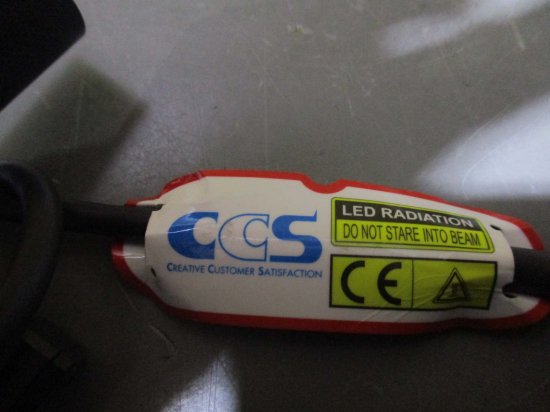 CCS
CREATIVE CUSTOMER SATISFACTION
LED RADIATION
DO NOT STARE INTO BEAM
CE